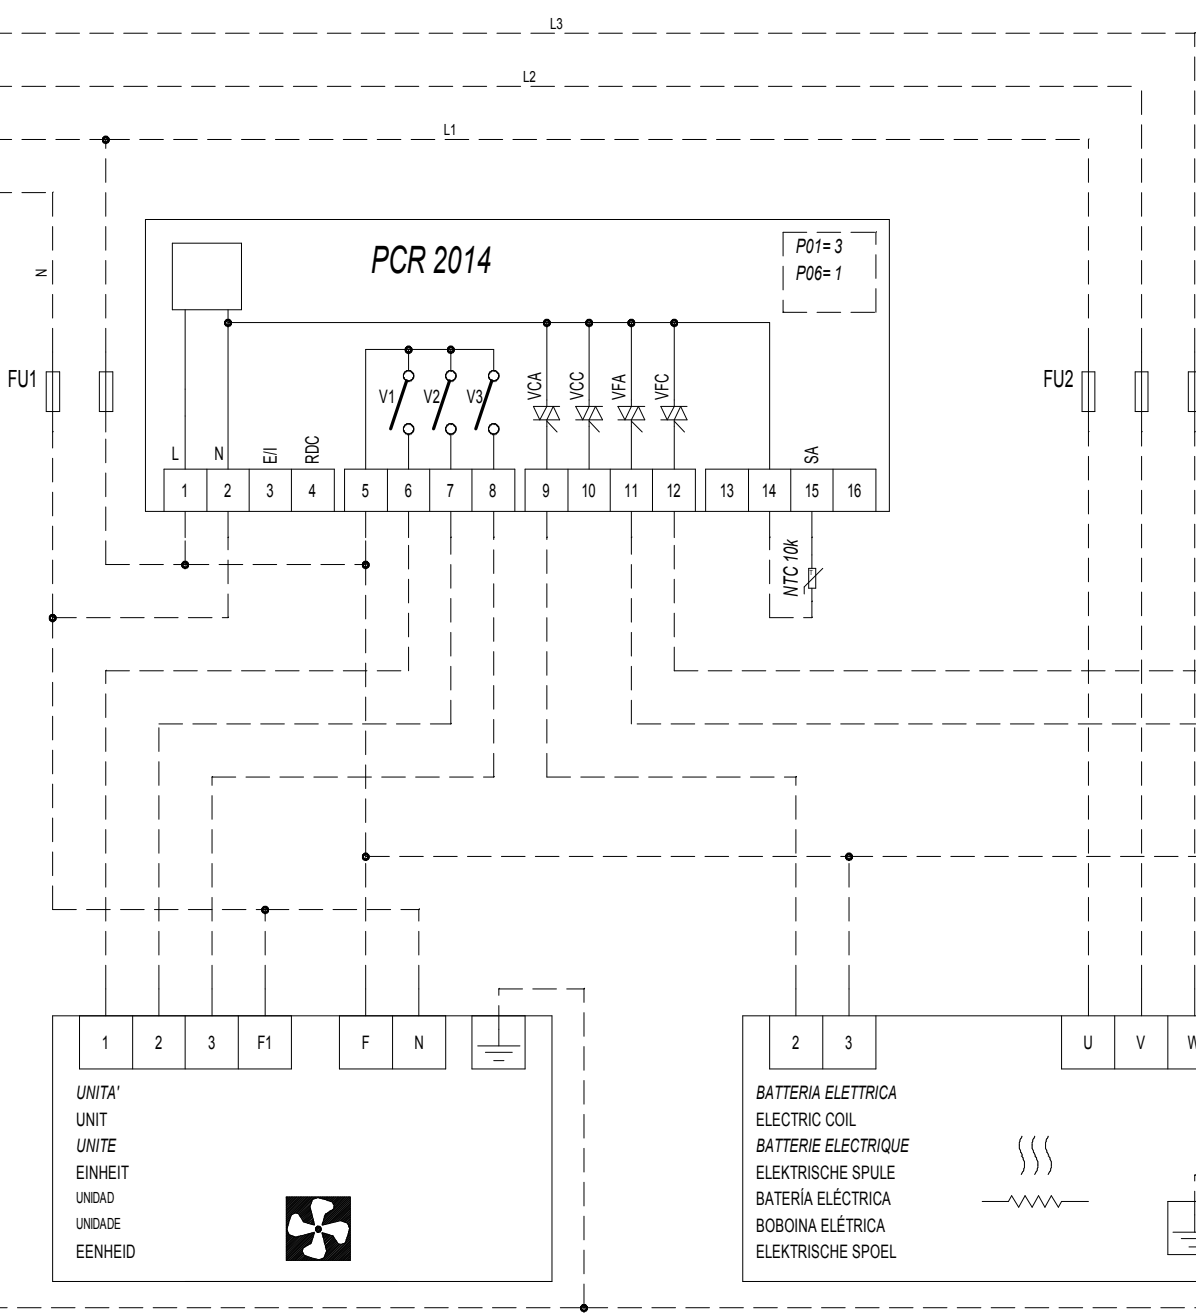 L3
L2
L1
N
PCR 2014
P01= 3
P06= 1
FU1
FU2
V1 V2 V3
VCA VCC VFA VFC
L N E/I RDC SA
1 2 3 4 5 6 7 8 9 10 11 12 13 14 15 16
NTC 10k
1 2 3 F1 F N
2 3 U V
UNITA'
UNIT
UNITE
EINHEIT
UNIDAD
UNIDADE
EENHEID
BATTERIA ELETTRICA
ELECTRIC COIL
BATTERIE ELECTRIQUE
ELEKTRISCHE SPULE
BATERÍA ELÉCTRICA
BOBOINA ELÉTRICA
ELEKTRISCHE SPOEL